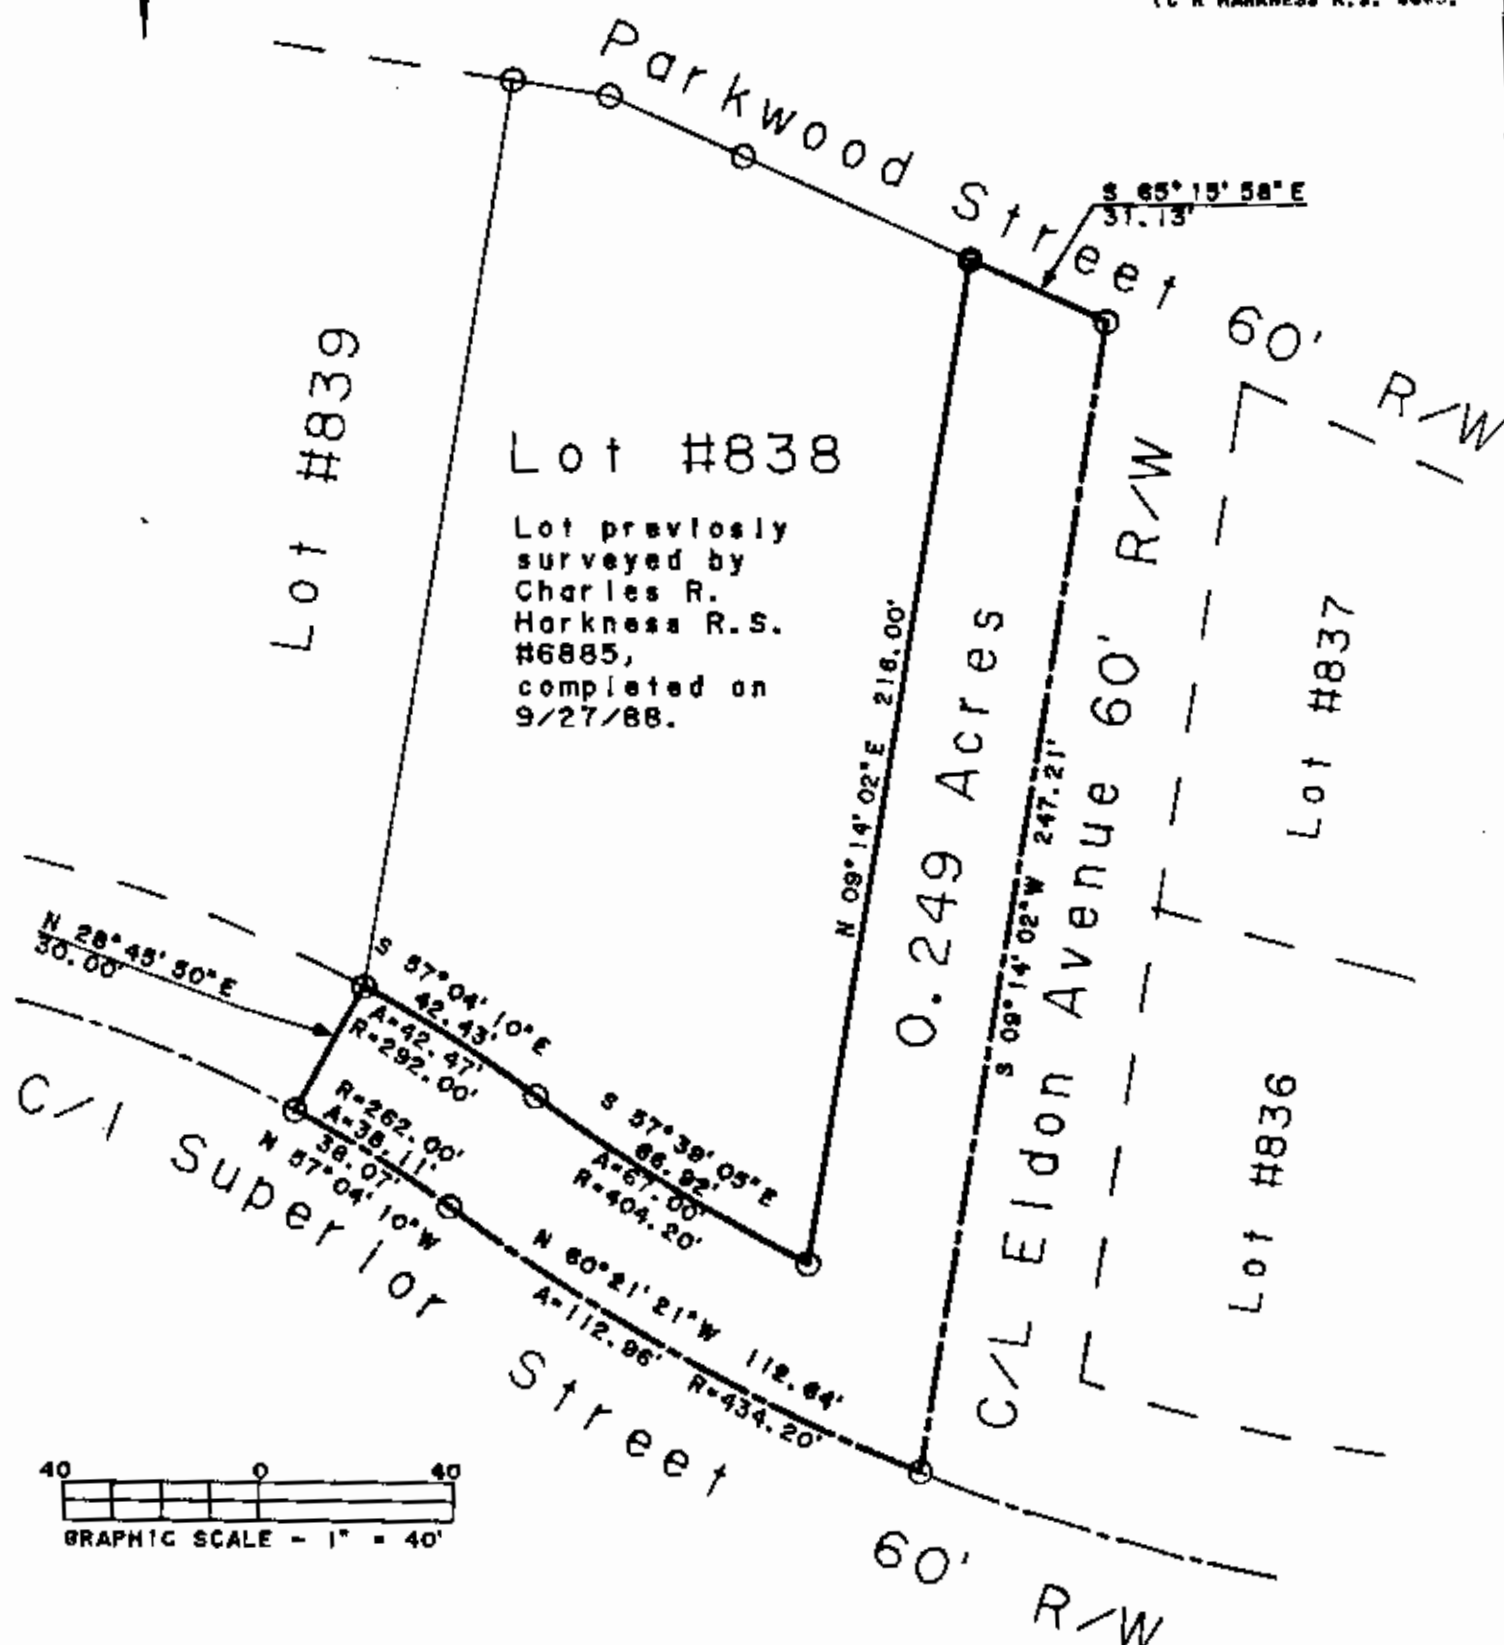 Parkwood Street 60' R/W
S 65°15'58"E
31.13'
Lot #839
Lot #838
Lot previosly
surveyed by
Charles R.
Harkness R.S.
#6885,
completed on
9/27/88.
N 09°14'02"E 216.00'
0.249 Acres
S 09°14'02"W 247.21'
C/L Eldon Avenue 60' R/W
Lot #837
Lot #836
N 28°45'50"E
30.00'
S 57°04'10"E
42.43'
A=42.47'
R=292.00'
R=262.00'
A=38.11'
38.07'
N 57°04'10"W
S 57°38'05"E
66.92'
A=67.00'
R=404.20'
N 60°21'21"W 112.64'
A=112.96' R=434.20'
C/l Superior Street 60' R/W
40 0 40
GRAPHIC SCALE - 1" = 40'